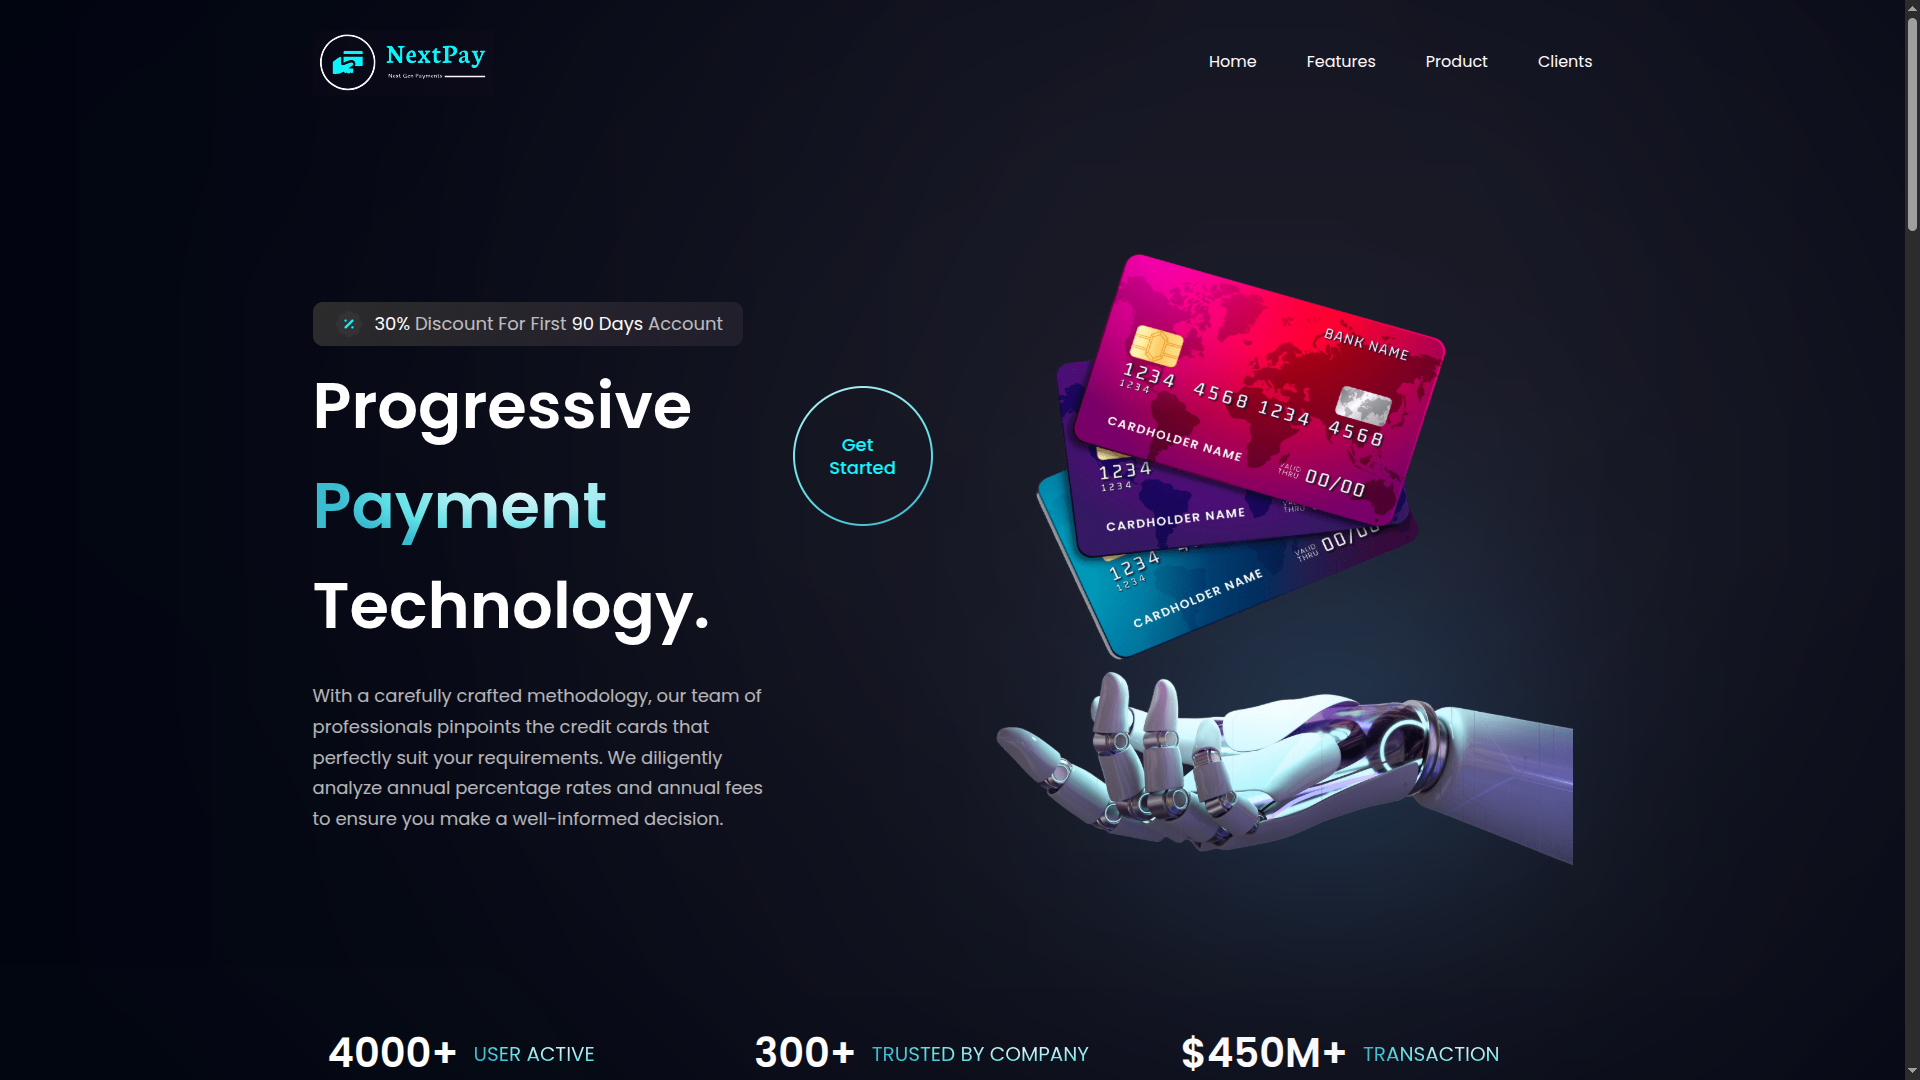 NextPay
Next Gen Payments
Home
Features
Product
Clients
30% Discount For First 90 Days Account
Progressive
Payment
Technology.
Get
Started
With a carefully crafted methodology, our team of
professionals pinpoints the credit cards that
perfectly suit your requirements. We diligently
analyze annual percentage rates and annual fees
to ensure you make a well-informed decision.
BANK NAME
1234 4568 1234 4568
1234
CARDHOLDER NAME
VALID
THRU
00/00
1234
1234
CARDHOLDER NAME
1234
1234
CARDHOLDER NAME
VALID
THRU
00/00
4000+ USER ACTIVE
300+ TRUSTED BY COMPANY
$450M+ TRANSACTION